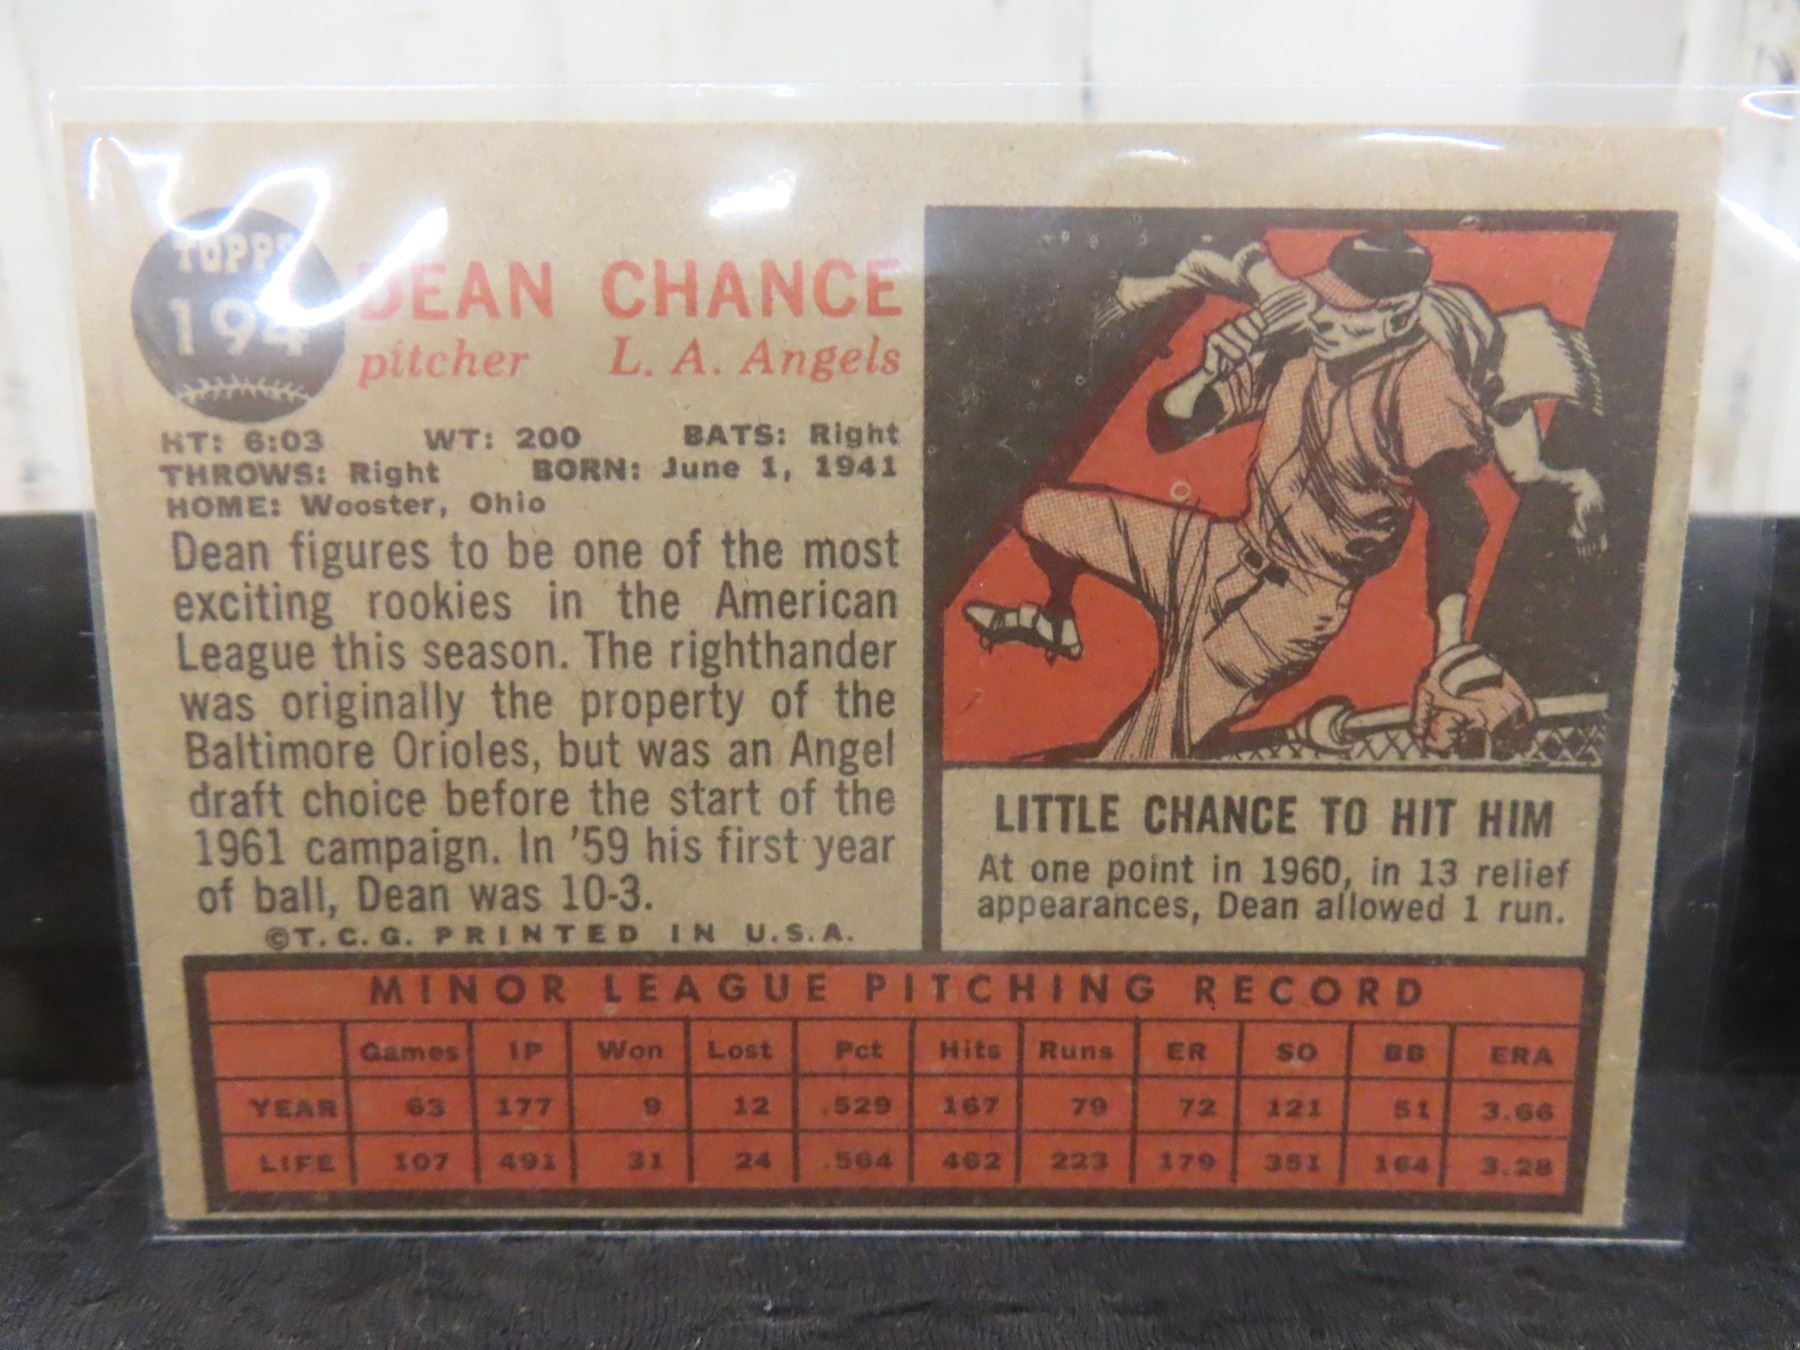 TOPPS
194
DEAN CHANCE
pitcher L. A. Angels
HT: 6:03 WT: 200 BATS: Right
THROWS: Right BORN: June 1, 1941
HOME: Wooster, Ohio
Dean figures to be one of the most
exciting rookies in the American
League this season. The righthander
was originally the property of the
Baltimore Orioles, but was an Angel
draft choice before the start of the
1961 campaign. In '59 his first year
of ball, Dean was 10-3.
©T.C.G. PRINTED IN U.S.A.
LITTLE CHANCE TO HIT HIM
At one point in 1960, in 13 relief
appearances, Dean allowed 1 run.
MINOR LEAGUE PITCHING RECORD
Games IP Won Lost Pct Hits Runs ER SO BB ERA
YEAR 63 177 9 12 .529 167 79 72 121 51 3.66
LIFE 107 491 31 24 .564 462 223 179 351 164 3.28